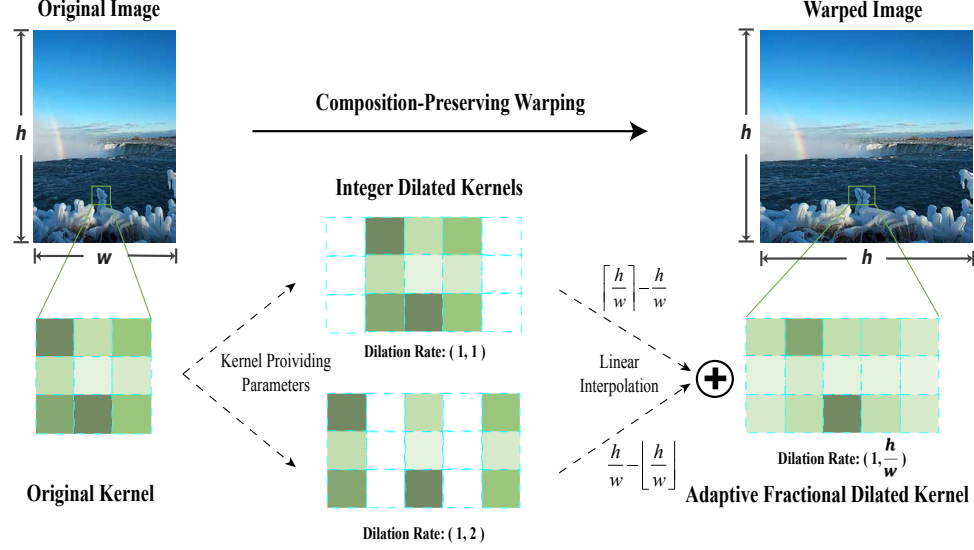 Original Image
Warped Image
h
w
h
h
Composition-Preserving Warping
Integer Dilated Kernels
Dilation Rate: ( 1, 1 )
Kernel Proividing
Parameters
Dilation Rate: ( 1, 2 )
⌈h/w⌉ − h/w
Linear
Interpolation
h/w − ⌊h/w⌋
+
Original Kernel
Dilation Rate: ( 1, h/w )
Adaptive Fractional Dilated Kernel